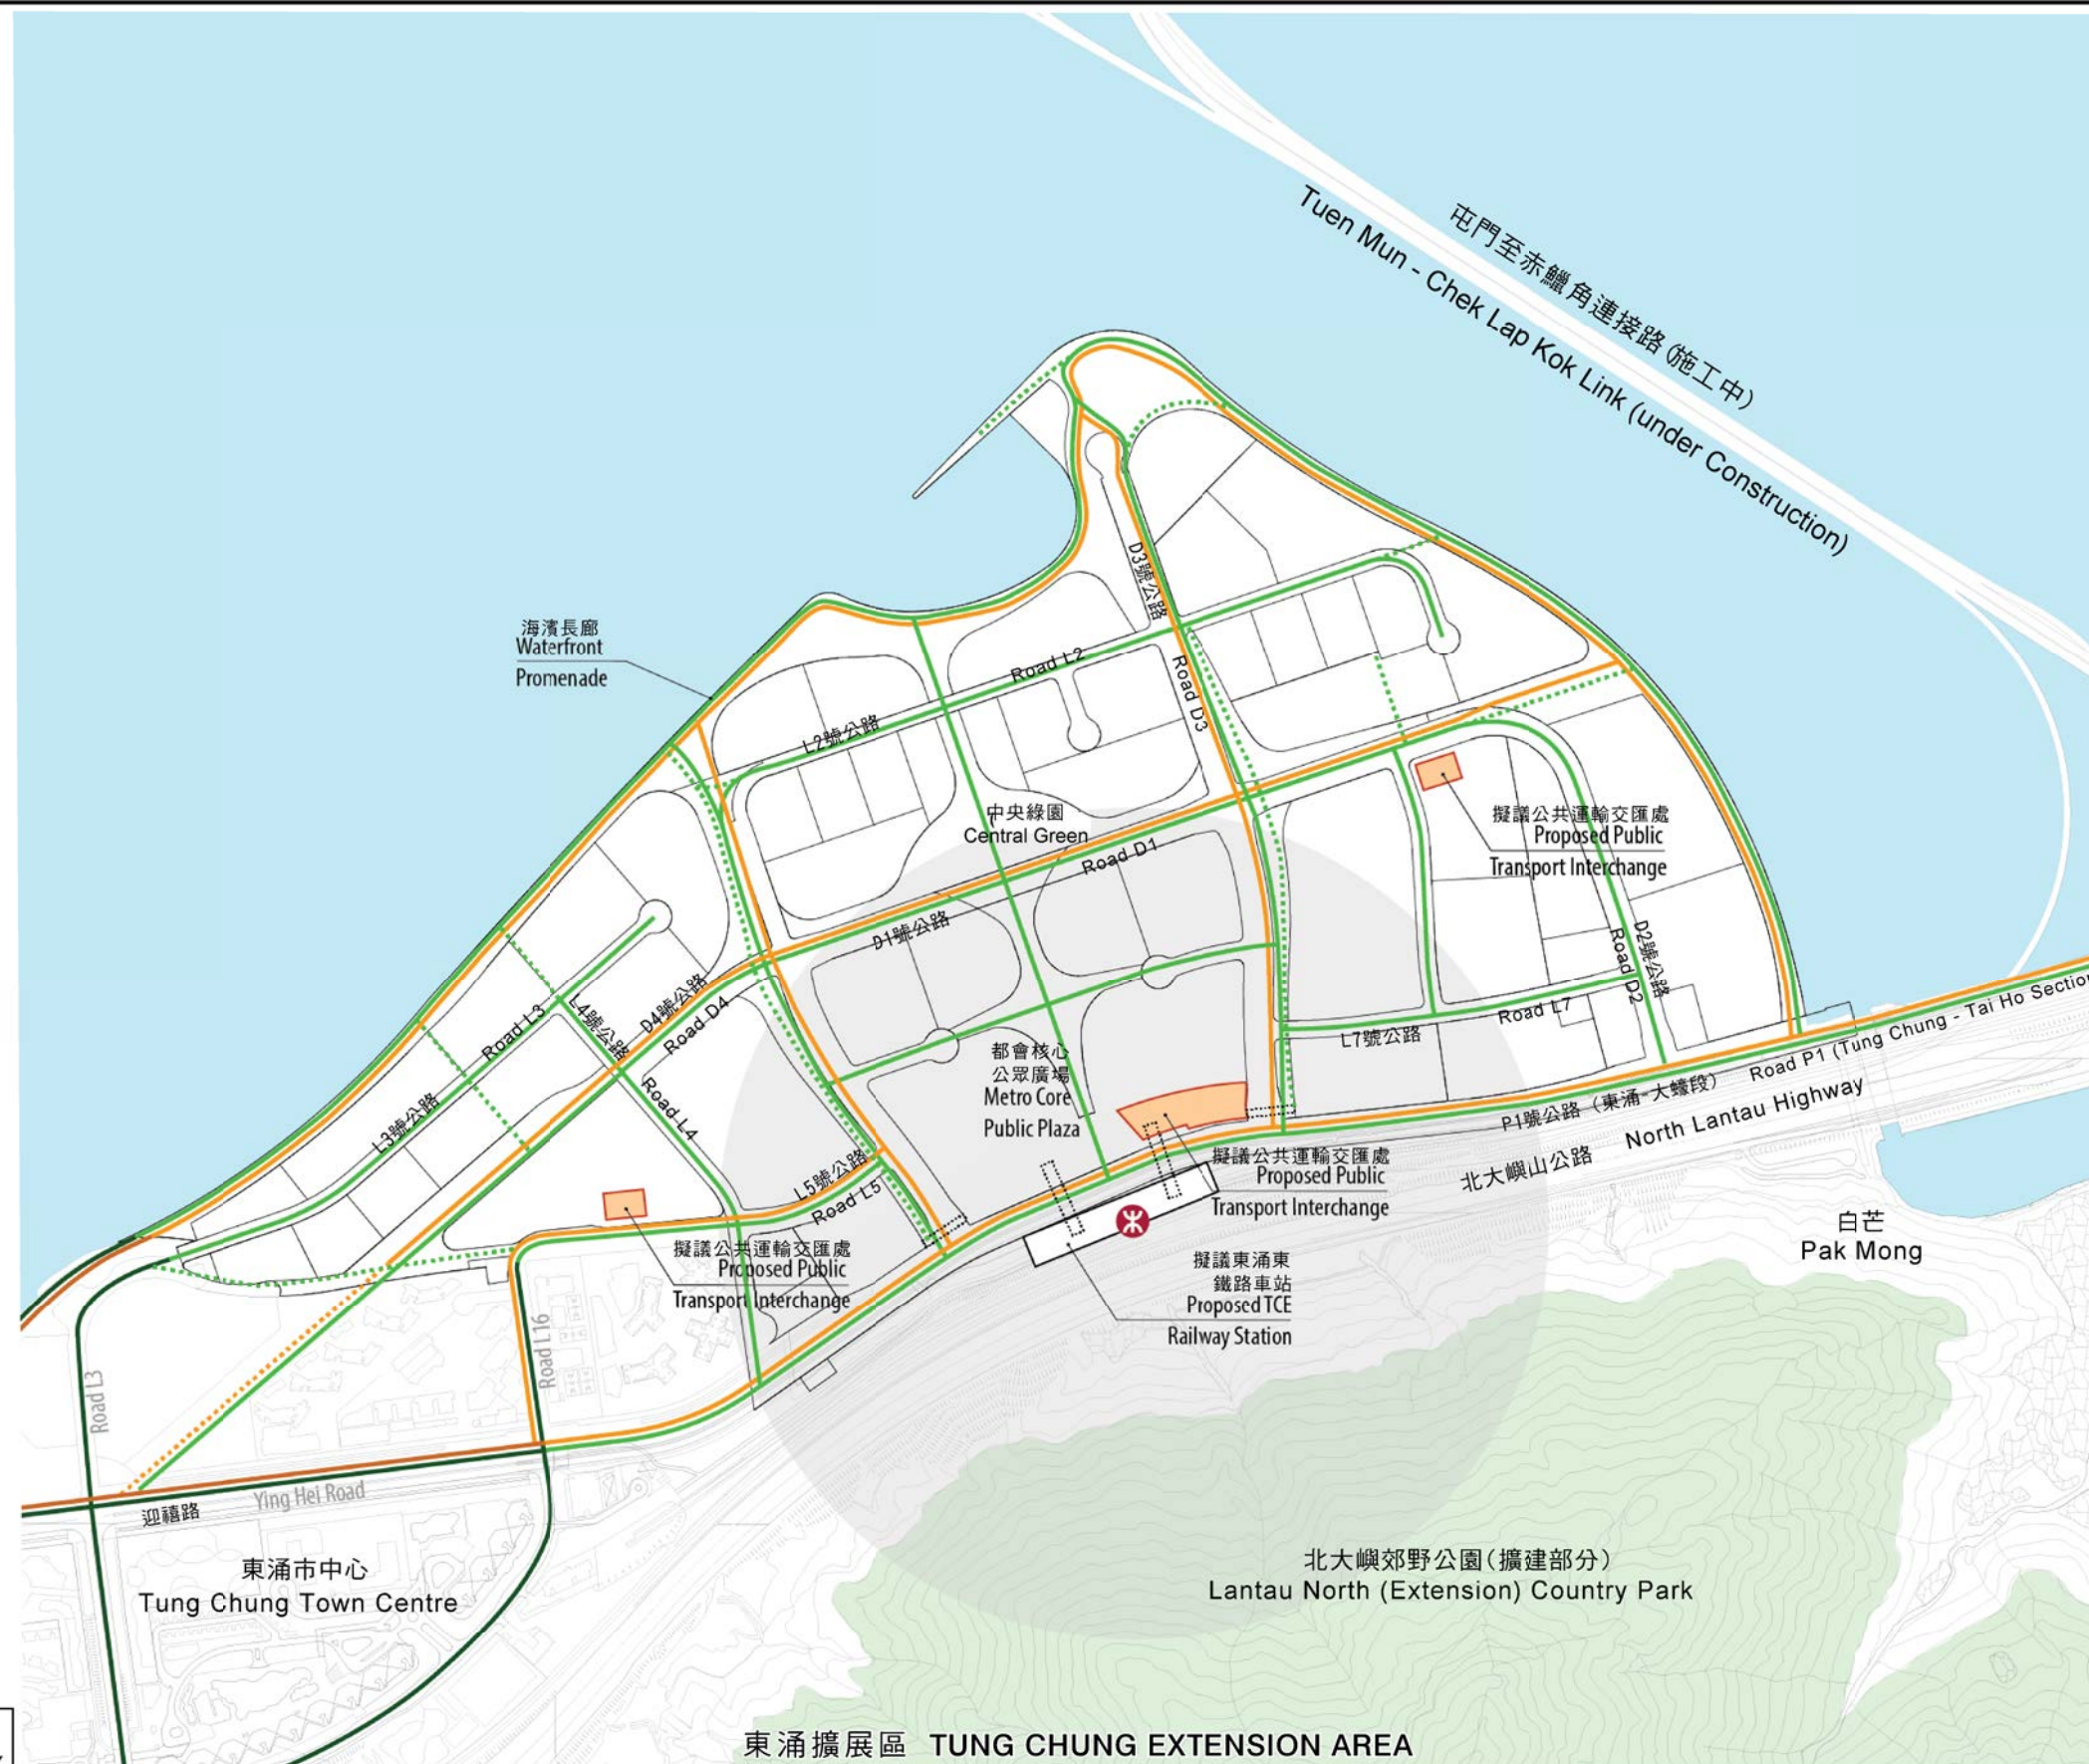 屯門至赤鱲角連接路 (施工中)
Tuen Mun - Chek Lap Kok Link (under Construction)
海濱長廊
Waterfront
Promenade
D3號公路
Road D3
Road L2
L2號公路
中央綠園
Central Green
Road D1
D1號公路
擬議公共運輸交匯處
Proposed Public
Transport Interchange
D2號公路
Road D2
Road L7
L7號公路
D4號公路
Road D4
L4號公路
Road L4
Road L3
L3號公路
都會核心
公眾廣場
Metro Core
Public Plaza
L5號公路
Road L5
擬議公共運輸交匯處
Proposed Public
Transport Interchange
擬議公共運輸交匯處
Proposed Public
Transport Interchange
擬議東涌東
鐵路車站
Proposed TCE
Railway Station
Road P1 (Tung Chung - Tai Ho Section
P1號公路（東涌-大蠔段）
North Lantau Highway
北大嶼山公路
白芒
Pak Mong
Road L16
Road L3
Ying Hei Road
迎禧路
東涌市中心
Tung Chung Town Centre
北大嶼郊野公園(擴建部分)
Lantau North (Extension) Country Park
東涌擴展區 TUNG CHUNG EXTENSION AREA